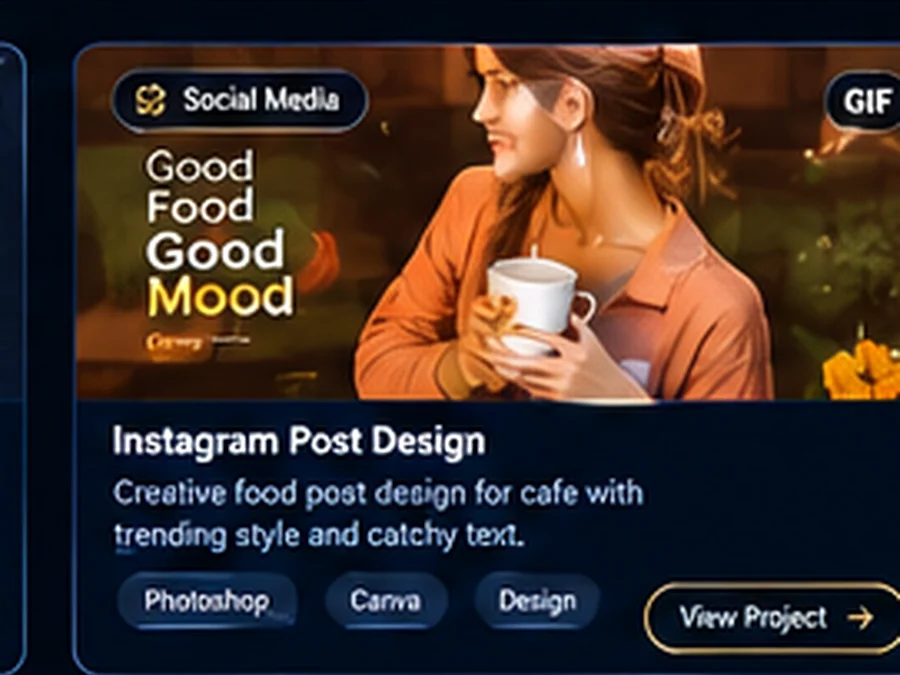 Social Media
GIF
Good
Food
Good
Mood
Instagram Post Design
Creative food post design for cafe with
trending style and catchy text.
Photoshop
Canva
Design
View Project →